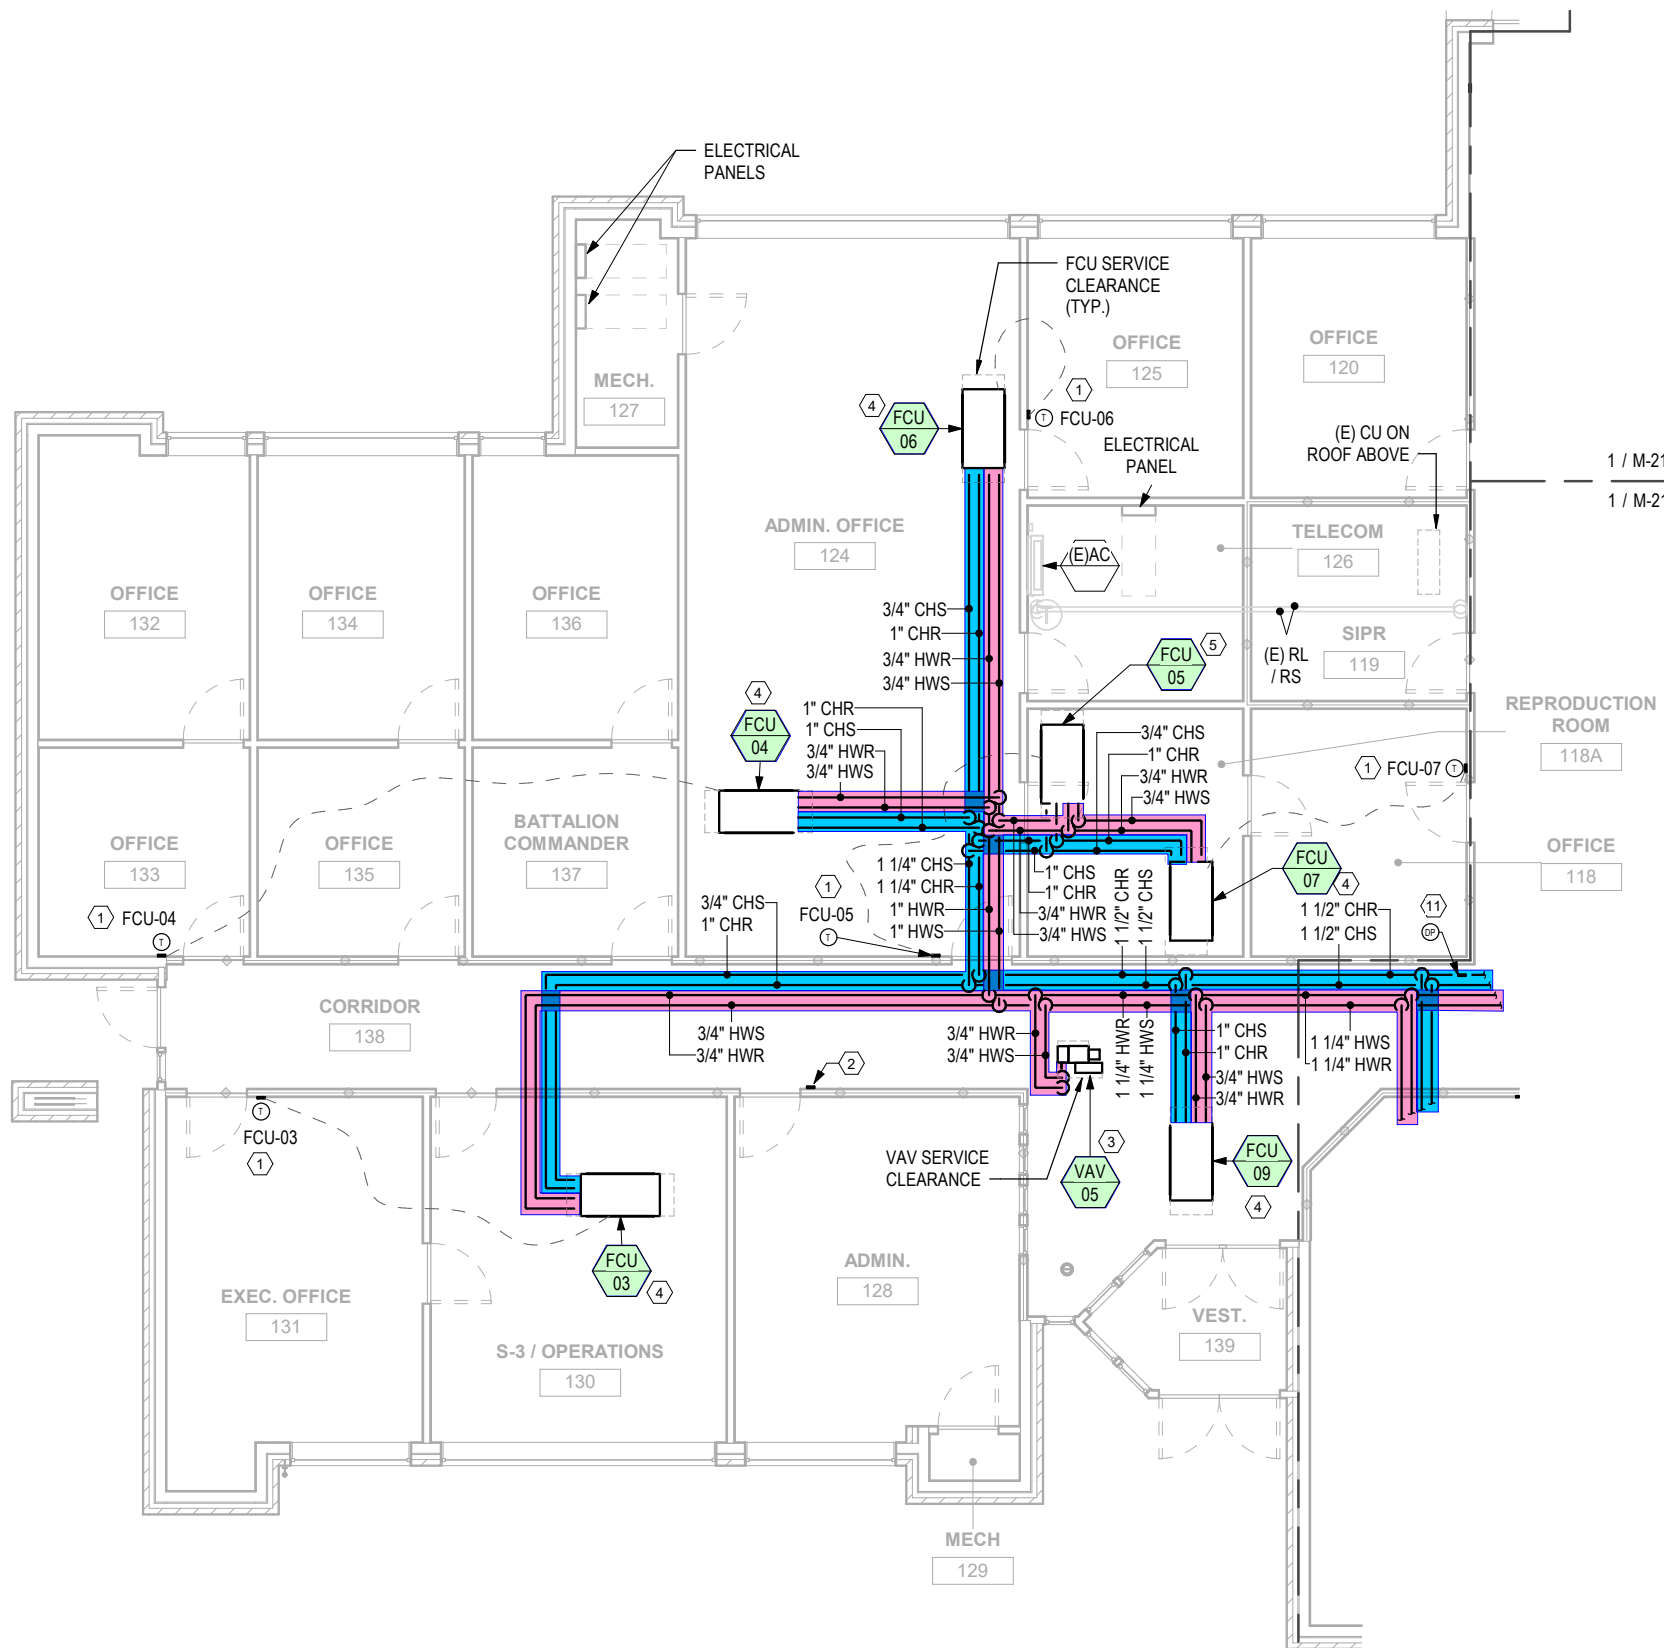 ELECTRICAL
PANELS
FCU SERVICE
CLEARANCE
(TYP.)
OFFICE
125
OFFICE
120
MECH.
127
4
FCU
06
1
T FCU-06
ELECTRICAL
PANEL
(E) CU ON
ROOF ABOVE
1 / M-21
1 / M-21
ADMIN. OFFICE
124
(E)AC
TELECOM
126
OFFICE
132
OFFICE
134
OFFICE
136
3/4" CHS
1" CHR
3/4" HWR
3/4" HWS
T
SIPR
119
(E) RL
/ RS
5
FCU
05
4
FCU
04
1" CHR
1" CHS
3/4" HWR
3/4" HWS
3/4" CHS
1" CHR
3/4" HWR
3/4" HWS
REPRODUCTION
ROOM
118A
1 FCU-07 T
OFFICE
133
OFFICE
135
BATTALION
COMMANDER
137
OFFICE
118
FCU
07
4
1 1/4" CHS
1 1/4" CHR
1" HWR
1" HWS
1" CHS
1" CHR
3/4" HWR
3/4" HWS
1 1/2" CHR
1 1/2" CHS
1 1/2" CHR
1 1/2" CHS
11
DP
1 FCU-04
T
3/4" CHS
1" CHR
1
FCU-05
T
CORRIDOR
138
3/4" HWS
3/4" HWR
3/4" HWR
3/4" HWS
1 1/4" HWR
1 1/4" HWS
1" CHS
1" CHR
3/4" HWS
3/4" HWR
1 1/4" HWS
1 1/4" HWR
2
T
FCU-03
1
VAV SERVICE
CLEARANCE
3
VAV
05
FCU
09
4
FCU
03
4
EXEC. OFFICE
131
S-3 / OPERATIONS
130
ADMIN.
128
VEST.
139
MECH
129